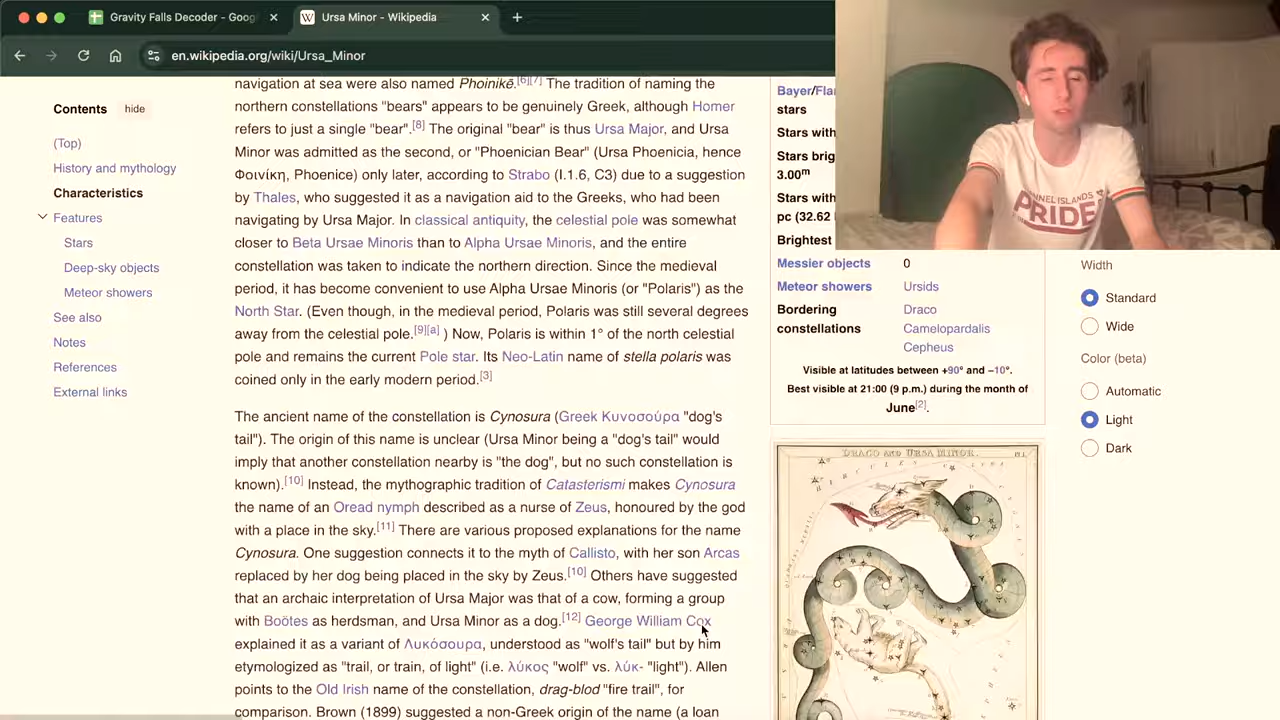 Gravity Falls Decoder - Goog
Ursa Minor - Wikipedia
en.wikipedia.org/wiki/Ursa_Minor
Contents hide
(Top)
History and mythology
Characteristics
Features
Stars
Deep-sky objects
Meteor showers
See also
Notes
References
External links
navigation at sea were also named Phoinikē.[6][7] The tradition of naming the
northern constellations "bears" appears to be genuinely Greek, although Homer
refers to just a single "bear".[8] The original "bear" is thus Ursa Major, and Ursa
Minor was admitted as the second, or "Phoenician Bear" (Ursa Phoenicia, hence
Φοινίκη, Phoenice) only later, according to Strabo (I.1.6, C3) due to a suggestion
by Thales, who suggested it as a navigation aid to the Greeks, who had been
navigating by Ursa Major. In classical antiquity, the celestial pole was somewhat
closer to Beta Ursae Minoris than to Alpha Ursae Minoris, and the entire
constellation was taken to indicate the northern direction. Since the medieval
period, it has become convenient to use Alpha Ursae Minoris (or "Polaris") as the
North Star. (Even though, in the medieval period, Polaris was still several degrees
away from the celestial pole.[9][a] ) Now, Polaris is within 1° of the north celestial
pole and remains the current Pole star. Its Neo-Latin name of stella polaris was
coined only in the early modern period.[3]
The ancient name of the constellation is Cynosura (Greek Κυνοσούρα "dog's
tail"). The origin of this name is unclear (Ursa Minor being a "dog's tail" would
imply that another constellation nearby is "the dog", but no such constellation is
known).[10] Instead, the mythographic tradition of Catasterismi makes Cynosura
the name of an Oread nymph described as a nurse of Zeus, honoured by the god
with a place in the sky.[11] There are various proposed explanations for the name
Cynosura. One suggestion connects it to the myth of Callisto, with her son Arcas
replaced by her dog being placed in the sky by Zeus.[10] Others have suggested
that an archaic interpretation of Ursa Major was that of a cow, forming a group
with Boötes as herdsman, and Ursa Minor as a dog.[12] George William Cox
explained it as a variant of Λυκόσουρα, understood as "wolf's tail" but by him
etymologized as "trail, or train, of light" (i.e. λύκος "wolf" vs. λύκ- "light"). Allen
points to the Old Irish name of the constellation, drag-blod "fire trail", for
comparison. Brown (1899) suggested a non-Greek origin of the name (a loan
Bayer/Flam
stars
Stars with
Stars brig
3.00m
Stars with
pc (32.62
Brightest
Messier objects 0
Meteor showers Ursids
Bordering
constellations
Draco
Camelopardalis
Cepheus
Visible at latitudes between +90° and −10°.
Best visible at 21:00 (9 p.m.) during the month of
June[2].
DRACO AND URSA MINOR.
NNEL ISLANDS
PRIDE
Width
Standard
Wide
Color (beta)
Automatic
Light
Dark